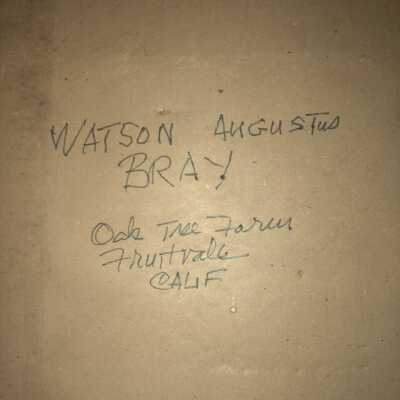 WATSON AUGUSTUS
BRAY
Oak Tree Farm
Fruitvale
CALIF